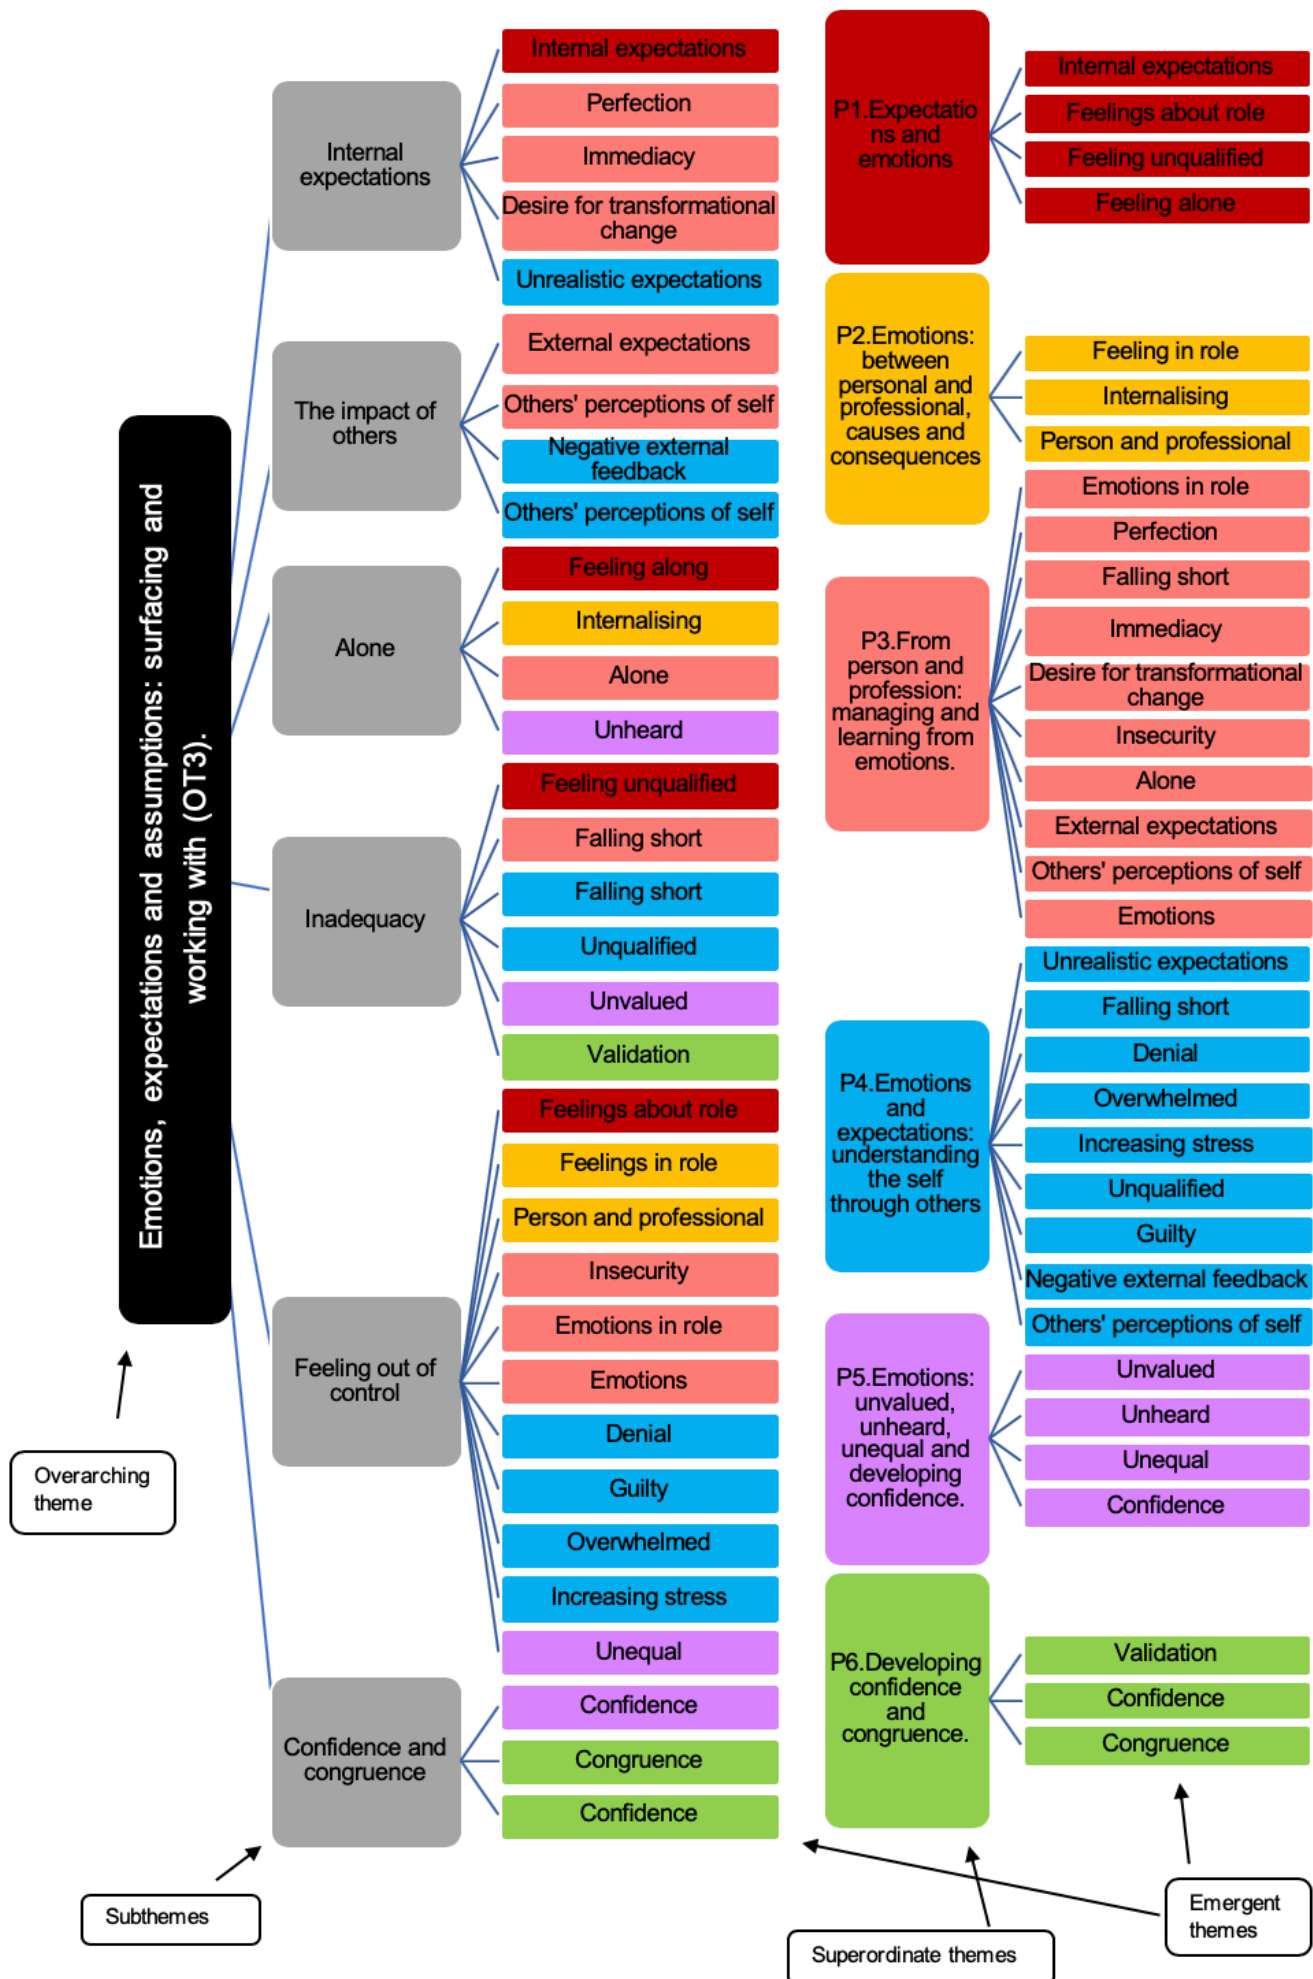 Emotions, expectations and assumptions: surfacing and
working with (OT3).
Overarching
theme
Internal
expectations
Internal expectations
Perfection
Immediacy
Desire for transformational
change
Unrealistic expectations
The impact of
others
External expectations
Others' perceptions of self
Negative external
feedback
Others' perceptions of self
Alone
Feeling along
Internalising
Alone
Unheard
Inadequacy
Feeling unqualified
Falling short
Falling short
Unqualified
Unvalued
Validation
Feeling out of
control
Feelings about role
Feelings in role
Person and professional
Insecurity
Emotions in role
Emotions
Denial
Guilty
Overwhelmed
Increasing stress
Unequal
Confidence and
congruence
Confidence
Congruence
Confidence
Subthemes
P1.Expectatio
ns and
emotions
Internal expectations
Feelings about role
Feeling unqualified
Feeling alone
P2.Emotions:
between
personal and
professional,
causes and
consequences
Feeling in role
Internalising
Person and professional
P3.From
person and
profession:
managing and
learning from
emotions.
Emotions in role
Perfection
Falling short
Immediacy
Desire for transformational
change
Insecurity
Alone
External expectations
Others' perceptions of self
Emotions
P4.Emotions
and
expectations:
understanding
the self
through others
Unrealistic expectations
Falling short
Denial
Overwhelmed
Increasing stress
Unqualified
Guilty
Negative external feedback
Others' perceptions of self
P5.Emotions:
unvalued,
unheard,
unequal and
developing
confidence.
Unvalued
Unheard
Unequal
Confidence
P6.Developing
confidence
and
congruence.
Validation
Confidence
Congruence
Superordinate themes
Emergent
themes